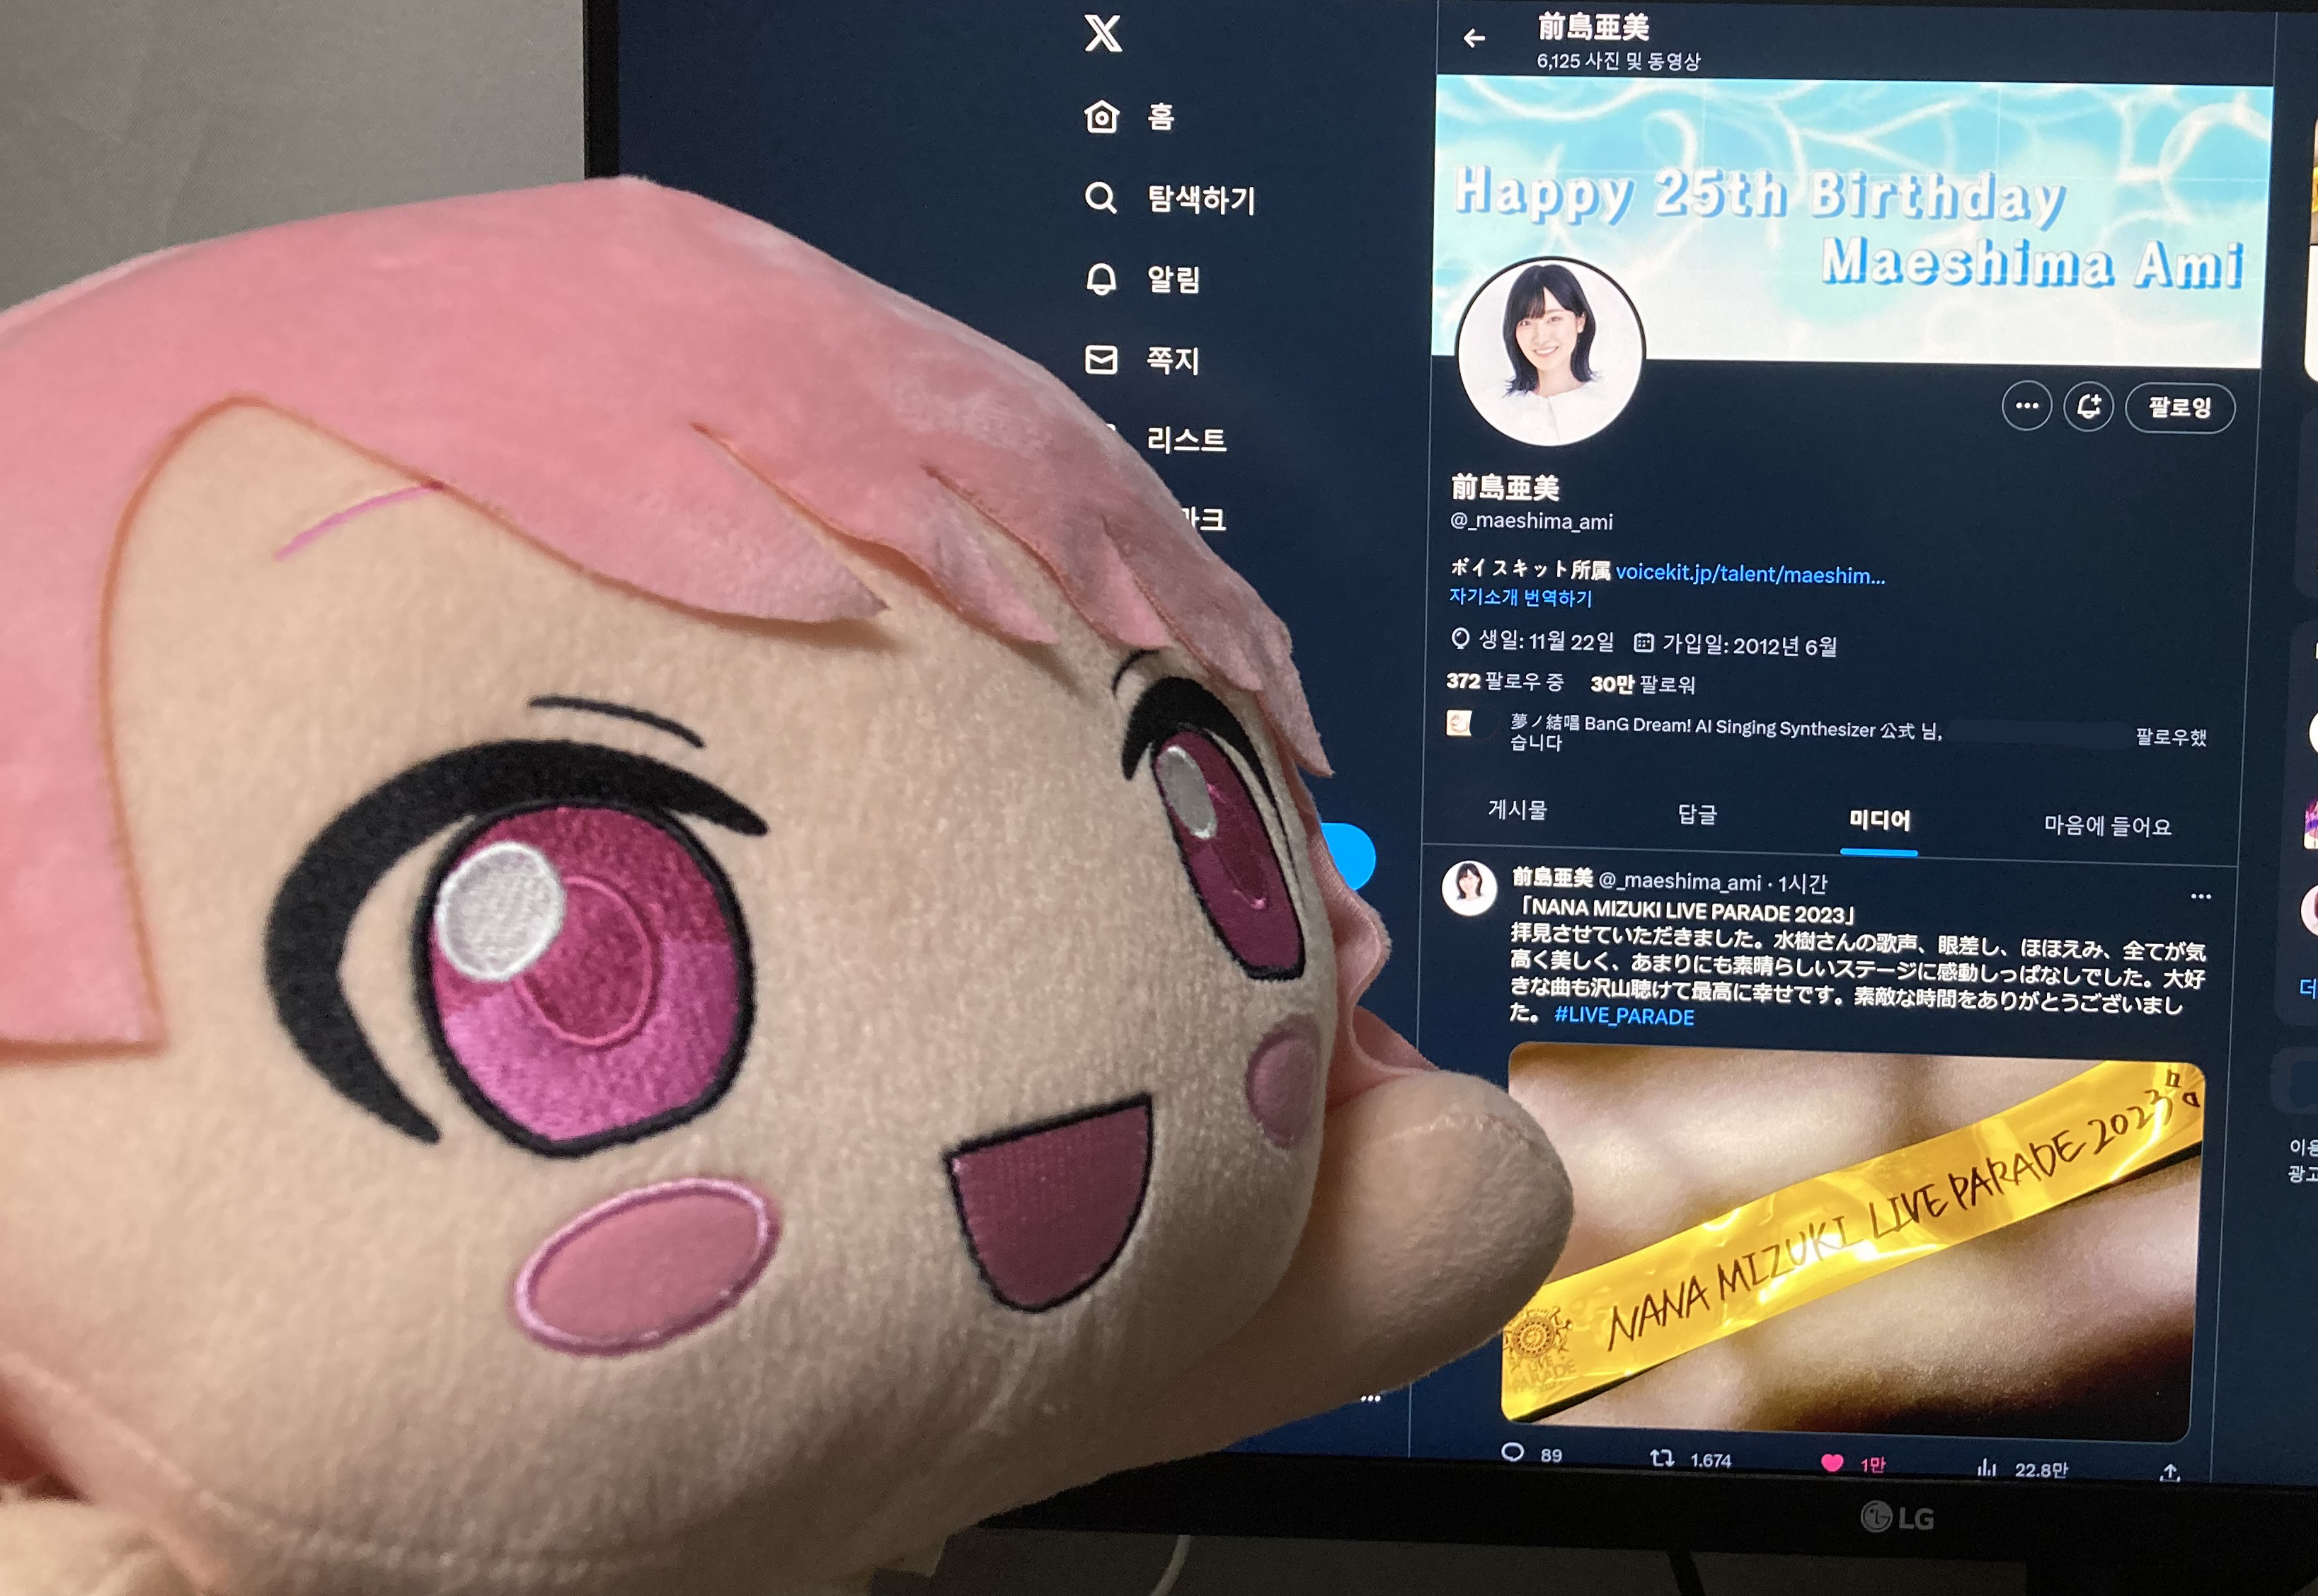 홈
탐색하기
알림
쪽지
리스트
마크
前島亜美
6,125 사진 및 동영상
Happy 25th Birthday
Maeshima Ami
팔로잉
前島亜美
@_maeshima_ami
ボイスキット所属 voicekit.jp/talent/maeshim...
자기소개 번역하기
생일: 11월 22일 가입일: 2012년 6월
372 팔로우 중 30만 팔로워
夢ノ結唱 BanG Dream! AI Singing Synthesizer 公式 님, 팔로우했
습니다
게시물 답글 미디어 마음에 들어요
前島亜美 @_maeshima_ami · 1시간
「NANA MIZUKI LIVE PARADE 2023」
拝見させていただきました。水樹さんの歌声、眼差し、ほほえみ、全てが気
高く美しく、あまりにも素晴らしいステージに感動しっぱなしでした。大好
きな曲も沢山聴けて最高に幸せです。素敵な時間をありがとうございまし
た。 #LIVE_PARADE
NANA MIZUKI LIVE PARADE 2023
LIVE
PARADE
89 1,674 1만 22.8만
더
이용
광고
LG